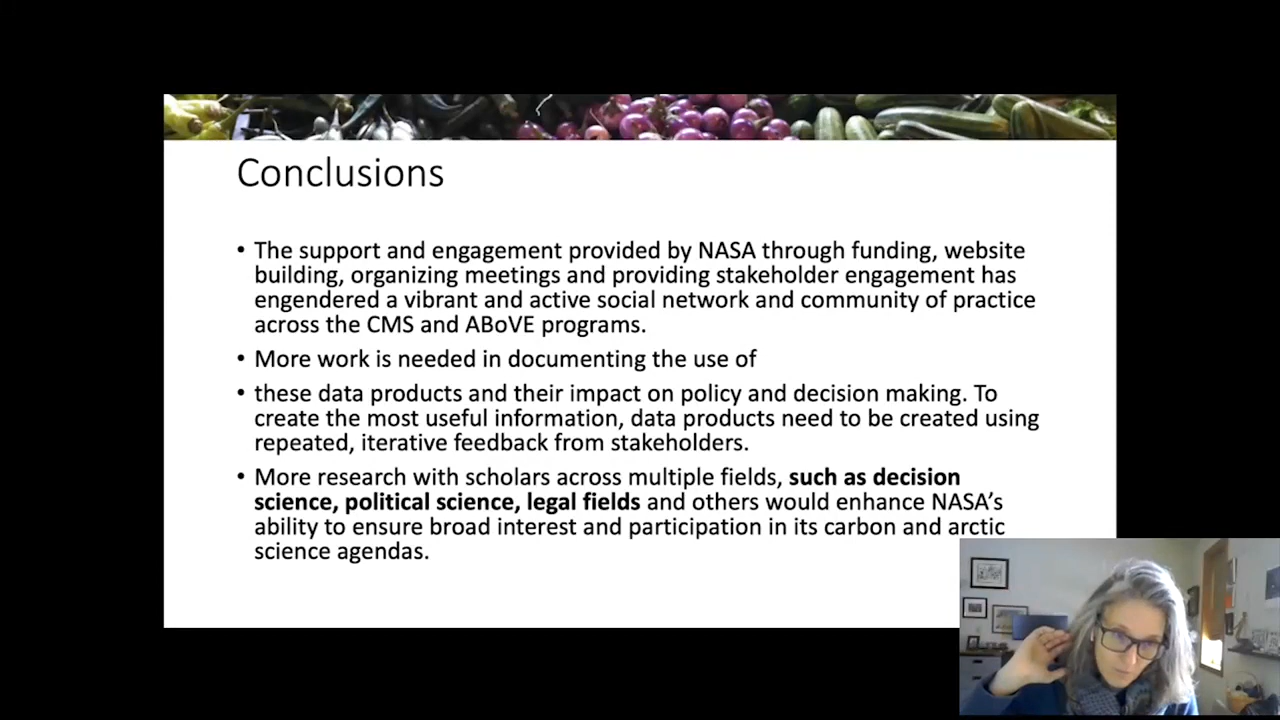 Conclusions
• The support and engagement provided by NASA through funding, website
building, organizing meetings and providing stakeholder engagement has
engendered a vibrant and active social network and community of practice
across the CMS and ABoVE programs.
• More work is needed in documenting the use of
• these data products and their impact on policy and decision making. To
create the most useful information, data products need to be created using
repeated, iterative feedback from stakeholders.
• More research with scholars across multiple fields, such as decision
science, political science, legal fields and others would enhance NASA’s
ability to ensure broad interest and participation in its carbon and arctic
science agendas.